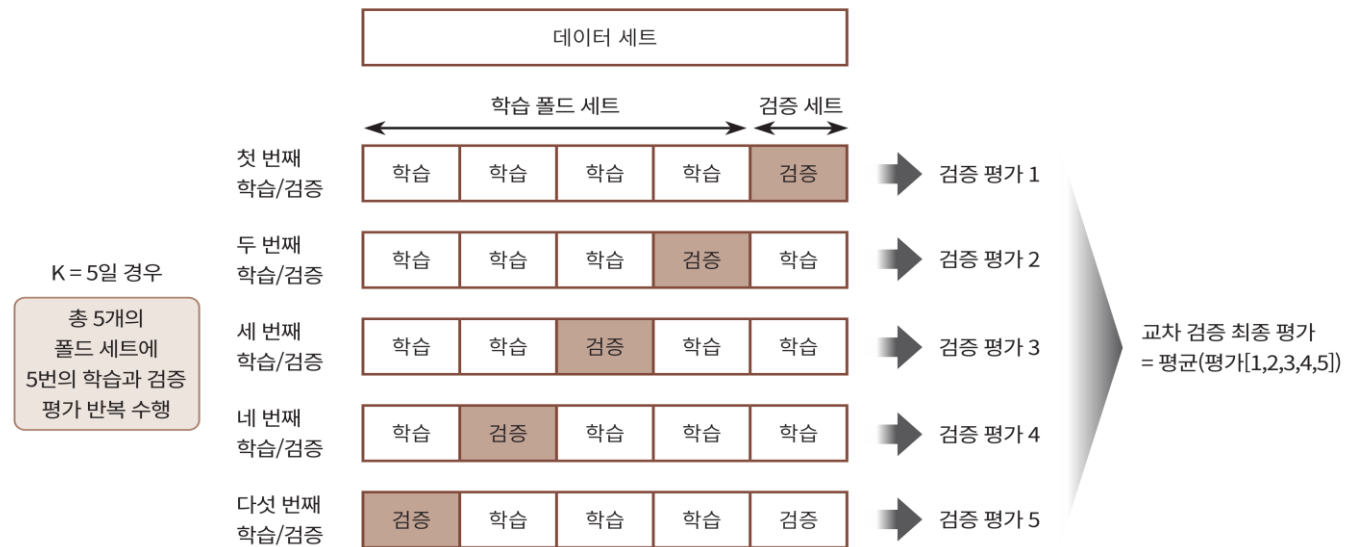 데이터 세트
학습 폴드 세트 검증 세트
첫 번째
학습/검증
학습 학습 학습 학습 검증
검증 평가 1
두 번째
학습/검증
학습 학습 학습 검증 학습
검증 평가 2
K = 5일 경우
총 5개의
폴드 세트에
5번의 학습과 검증
평가 반복 수행
세 번째
학습/검증
학습 학습 검증 학습 학습
검증 평가 3
교차 검증 최종 평가
= 평균(평가[1,2,3,4,5])
네 번째
학습/검증
학습 검증 학습 학습 학습
검증 평가 4
다섯 번째
학습/검증
검증 학습 학습 학습 검증
검증 평가 5